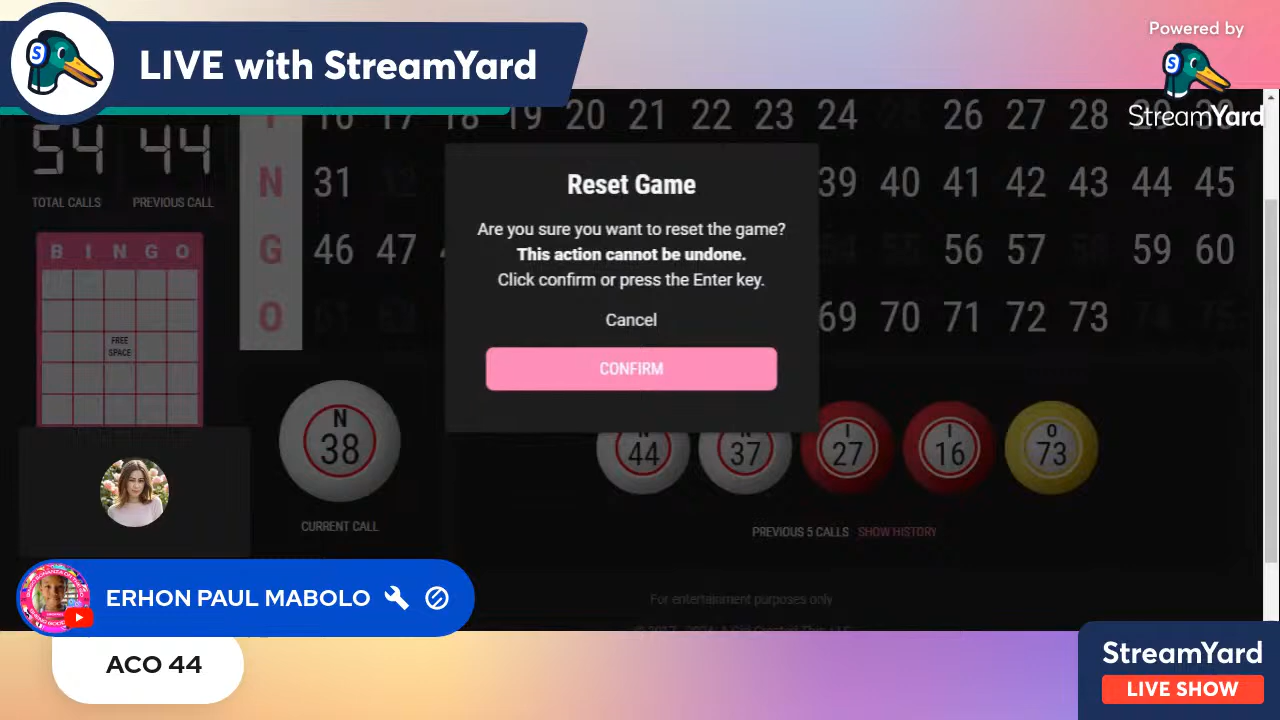 LIVE with StreamYard
Powered by
StreamYard
54 44
TOTAL CALLS PREVIOUS CALL
16 17 18 19 20 21 22 23 24 26 27 28 29 30
N 31 39 40 41 42 43 44 45
G 46 47 56 57 59 60
O 69 70 71 72 73
B I N G O
FREE
SPACE
Reset Game
Are you sure you want to reset the game?
This action cannot be undone.
Click confirm or press the Enter key.
Cancel
CONFIRM
N
38
CURRENT CALL
44
37
I
27
I
16
O
73
PREVIOUS 5 CALLS SHOW HISTORY
For entertainment purposes only
ERHON PAUL MABOLO
ACO 44
StreamYard
LIVE SHOW